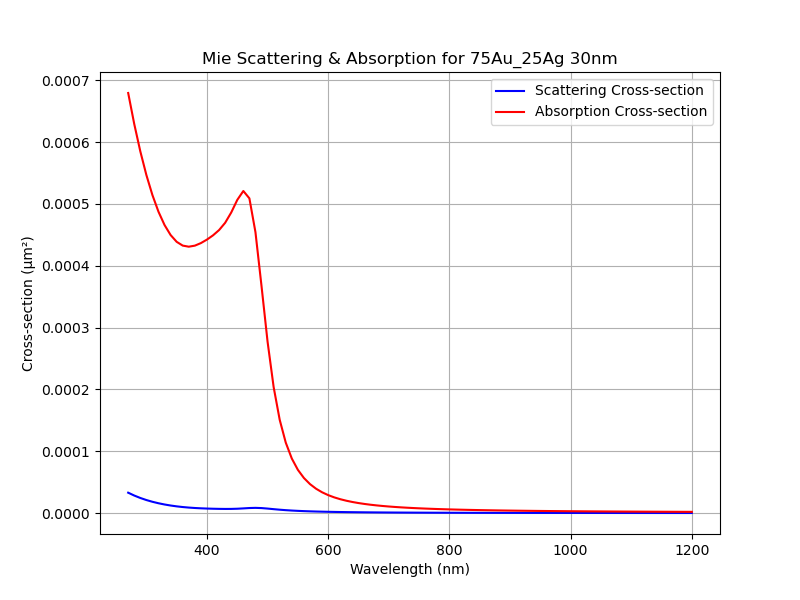 Mie Scattering & Absorption for 75Au_25Ag 30nm
Scattering Cross-section
Absorption Cross-section
0.0007
0.0006
0.0005
0.0004
0.0003
0.0002
0.0001
0.0000
Cross-section (μm²)
400 600 800 1000 1200
Wavelength (nm)